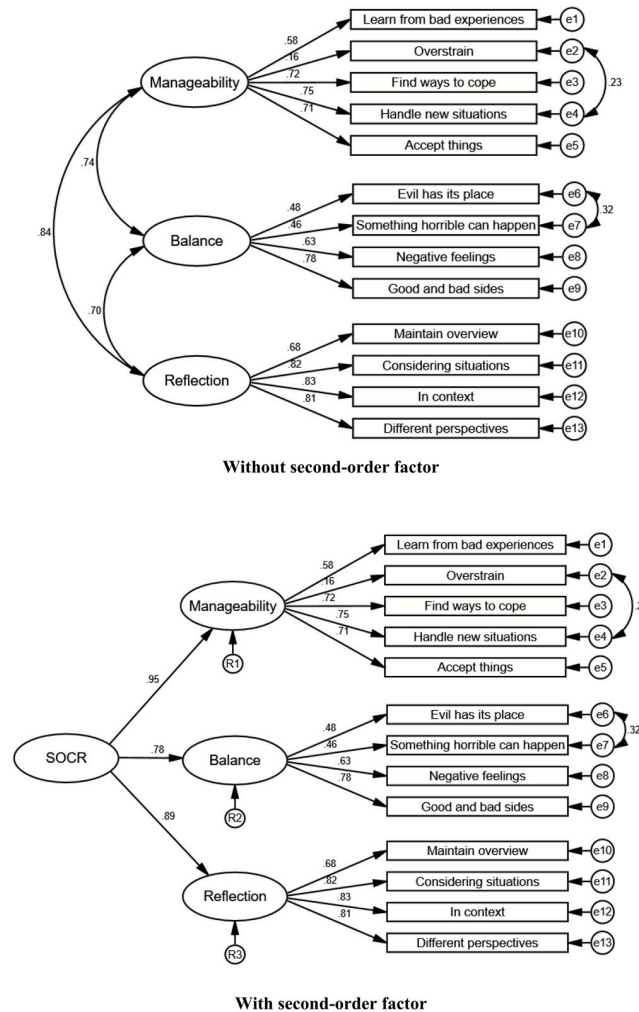 .58
Learn from bad experiences
e1
.16
Overstrain
e2
.72
Manageability
Find ways to cope
e3
.23
.75
Handle new situations
e4
.71
Accept things
e5
.74
.48
Evil has its place
e6
.46
Something horrible can happen
e7
.32
.84
Balance
.63
Negative feelings
e8
.78
Good and bad sides
e9
.70
.68
Maintain overview
e10
.82
Considering situations
e11
Reflection
.83
In context
e12
.81
Different perspectives
e13
Without second-order factor
.58
Learn from bad experiences
e1
.16
Overstrain
e2
.72
Manageability
Find ways to cope
e3
.75
Handle new situations
e4
.71
Accept things
e5
R1
.95
.48
Evil has its place
e6
.46
Something horrible can happen
e7
.32
SOCR
.78
Balance
.63
Negative feelings
e8
.78
Good and bad sides
e9
R2
.89
.68
Maintain overview
e10
.82
Considering situations
e11
Reflection
.83
In context
e12
.81
Different perspectives
e13
R3
With second-order factor